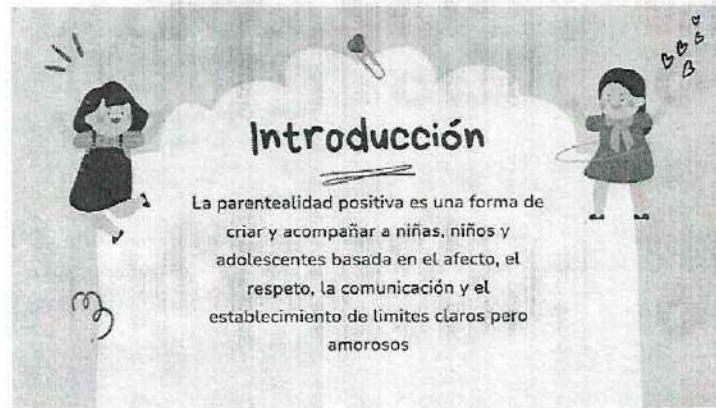 Introducción
La parentealidad positiva es una forma de
criar y acompañar a niñas, niños y
adolescentes basada en el afecto, el
respeto, la comunicación y el
establecimiento de limites claros pero
amorosos